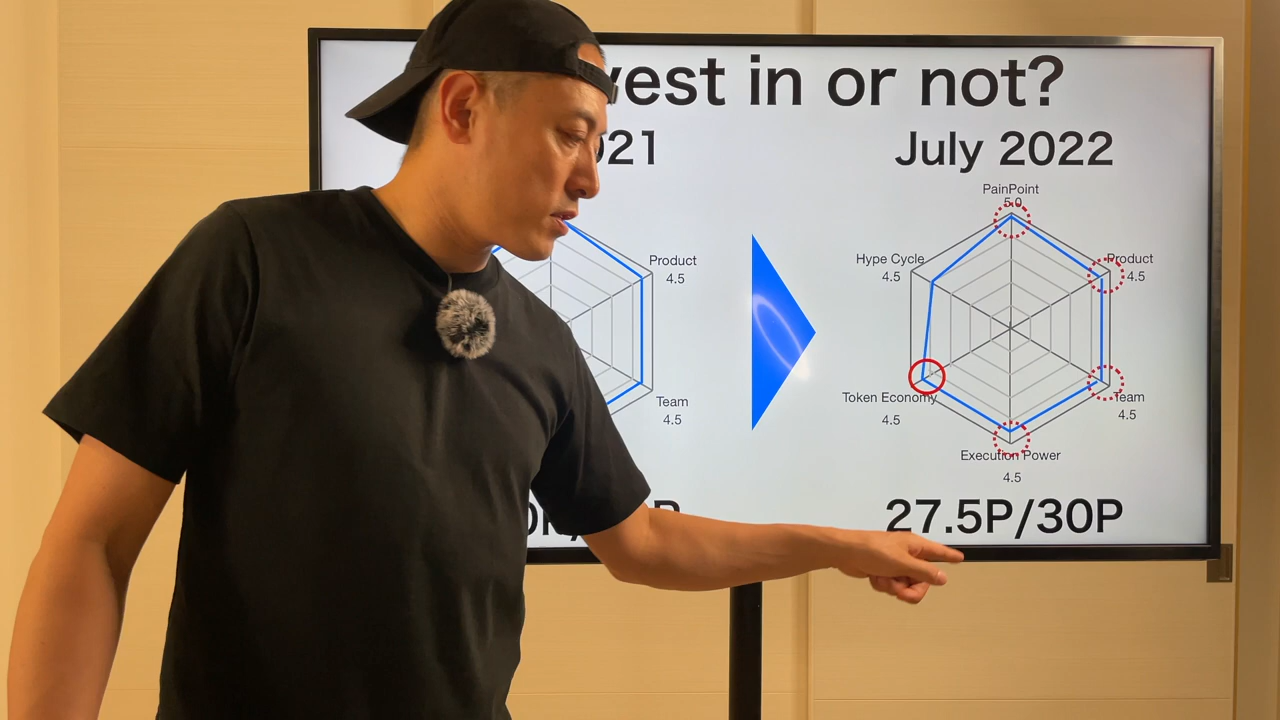 vest in or not?
021
July 2022
Product
4.5
Team
4.5
PainPoint
5.0
Hype Cycle
4.5
Product
4.5
Token Economy
4.5
Team
4.5
Execution Power
4.5
27.5P/30P